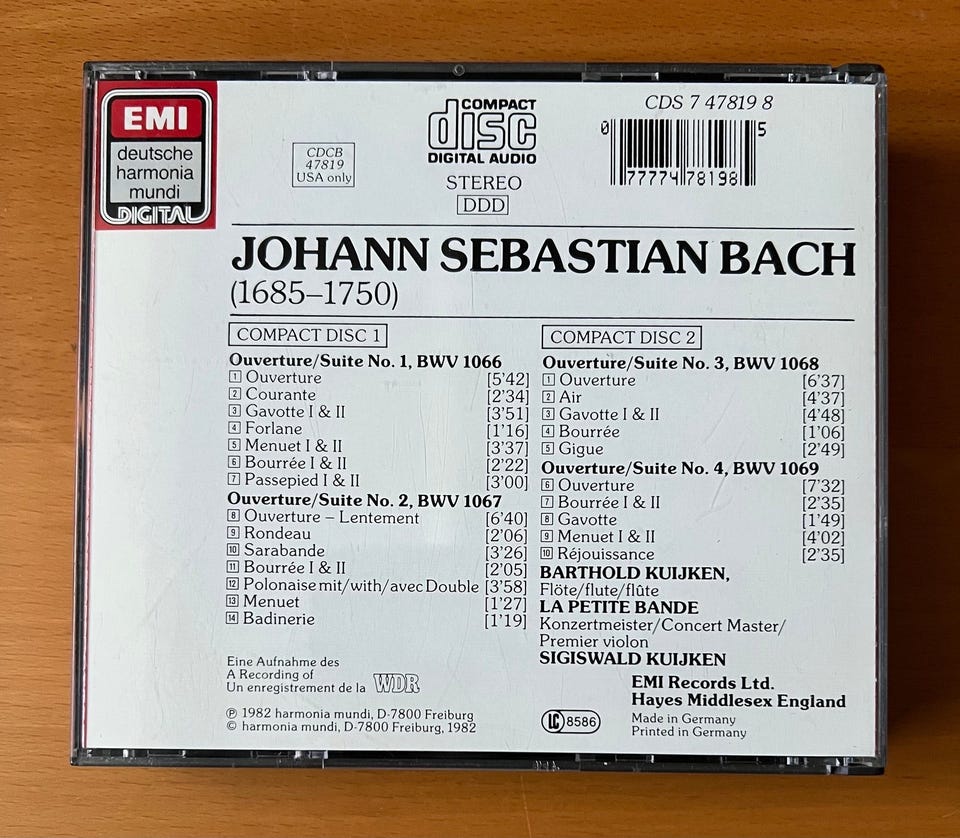 EMI
deutsche
harmonia
mundi
DIGITAL
CDCB
47819
USA only
COMPACT
disc
DIGITAL AUDIO
STEREO
DDD
CDS 7 47819 8
0 77774 78198 5
JOHANN SEBASTIAN BACH
(1685–1750)
COMPACT DISC 1
Ouverture/Suite No. 1, BWV 1066
1 Ouverture [5'42]
2 Courante [2'34]
3 Gavotte I & II [3'51]
4 Forlane [1'16]
5 Menuet I & II [3'37]
6 Bourrée I & II [2'22]
7 Passepied I & II [3'00]
Ouverture/Suite No. 2, BWV 1067
8 Ouverture – Lentement [6'40]
9 Rondeau [2'06]
10 Sarabande [3'26]
11 Bourrée I & II [2'05]
12 Polonaise mit/with/avec Double [3'58]
13 Menuet [1'27]
14 Badinerie [1'19]
Eine Aufnahme des
A Recording of
Un enregistrement de la WDR
℗ 1982 harmonia mundi, D-7800 Freiburg
© harmonia mundi, D-7800 Freiburg, 1982
COMPACT DISC 2
Ouverture/Suite No. 3, BWV 1068
1 Ouverture [6'37]
2 Air [4'37]
3 Gavotte I & II [4'48]
4 Bourrée [1'06]
5 Gigue [2'49]
Ouverture/Suite No. 4, BWV 1069
6 Ouverture [7'32]
7 Bourrée I & II [2'35]
8 Gavotte [1'49]
9 Menuet I & II [4'02]
10 Réjouissance [2'35]
BARTHOLD KUIJKEN,
Flöte/flute/flûte
LA PETITE BANDE
Konzertmeister/Concert Master/
Premier violon
SIGISWALD KUIJKEN
EMI Records Ltd.
Hayes Middlesex England
LC 8586
Made in Germany
Printed in Germany